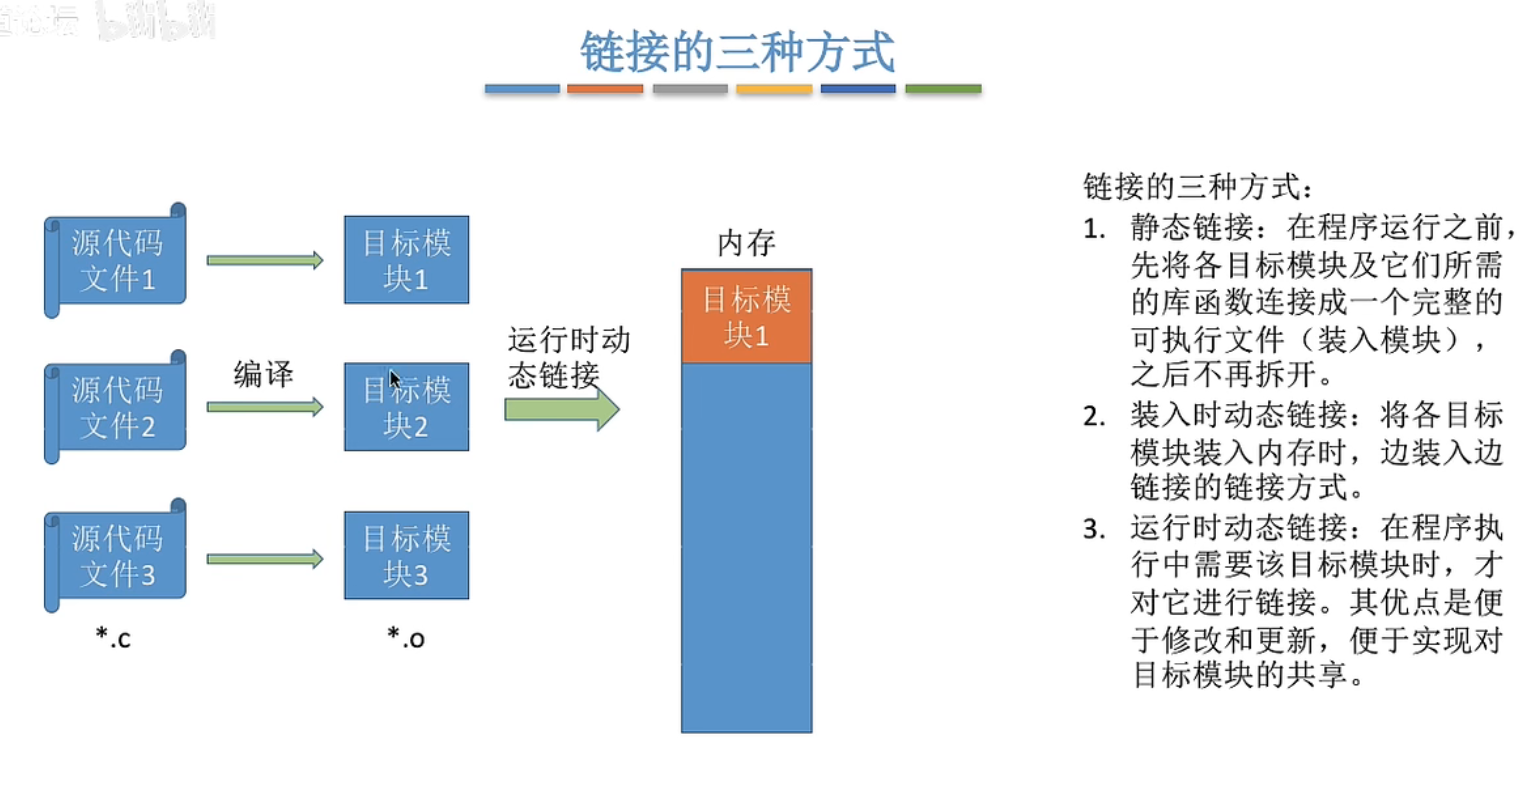 链接的三种方式
源代码
文件1
目标模
块1
源代码
文件2
编译
目标模
块2
源代码
文件3
目标模
块3
*.c
*.o
运行时动
态链接
内存
目标模
块1
链接的三种方式：
1. 静态链接：在程序运行之前，
先将各目标模块及它们所需
的库函数连接成一个完整的
可执行文件（装入模块），
之后不再拆开。
2. 装入时动态链接：将各目标
模块装入内存时，边装入边
链接的链接方式。
3. 运行时动态链接：在程序执
行中需要该目标模块时，才
对它进行链接。其优点是便
于修改和更新，便于实现对
目标模块的共享。